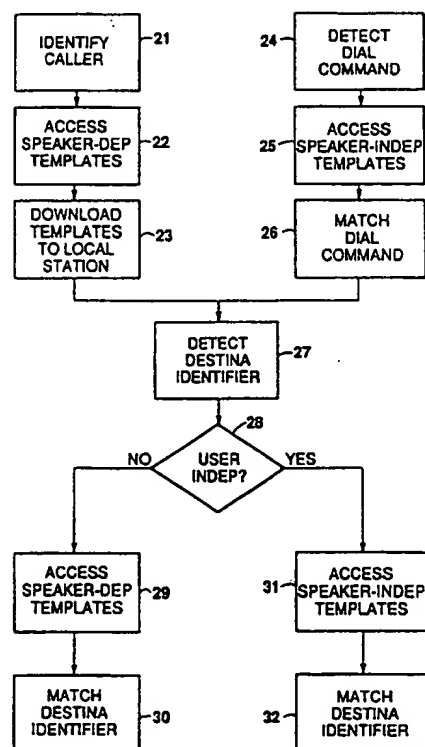 21
IDENTIFY
CALLER
24
DETECT
DIAL
COMMAND
ACCESS
SPEAKER-DEP
TEMPLATES
22
25
ACCESS
SPEAKER-INDEP
TEMPLATES
DOWNLOAD
TEMPLATES
TO LOCAL
STATION
23
26
MATCH
DIAL
COMMAND
DETECT
DESTINA
IDENTIFIER
27
28
NO
USER
INDEP?
YES
ACCESS
SPEAKER-DEP
TEMPLATES
29
31
ACCESS
SPEAKER-INDEP
TEMPLATES
MATCH
DESTINA
IDENTIFIER
30
32
MATCH
DESTINA
IDENTIFIER